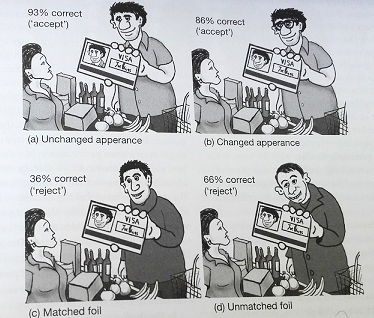 93% correct
('accept')
86% correct
('accept')
VISA
VISA
(a) Unchanged apperance
(b) Changed apperance
36% correct
('reject')
66% correct
('reject')
VISA
VISA
(c) Matched foil
(d) Unmatched foil